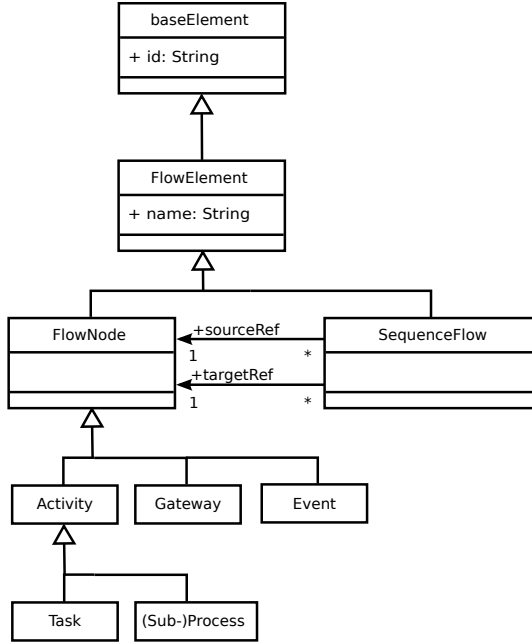 baseElement
+ id: String
FlowElement
+ name: String
FlowNode
+sourceRef
SequenceFlow
1
*
+targetRef
1
*
Activity
Gateway
Event
Task
(Sub-)Process